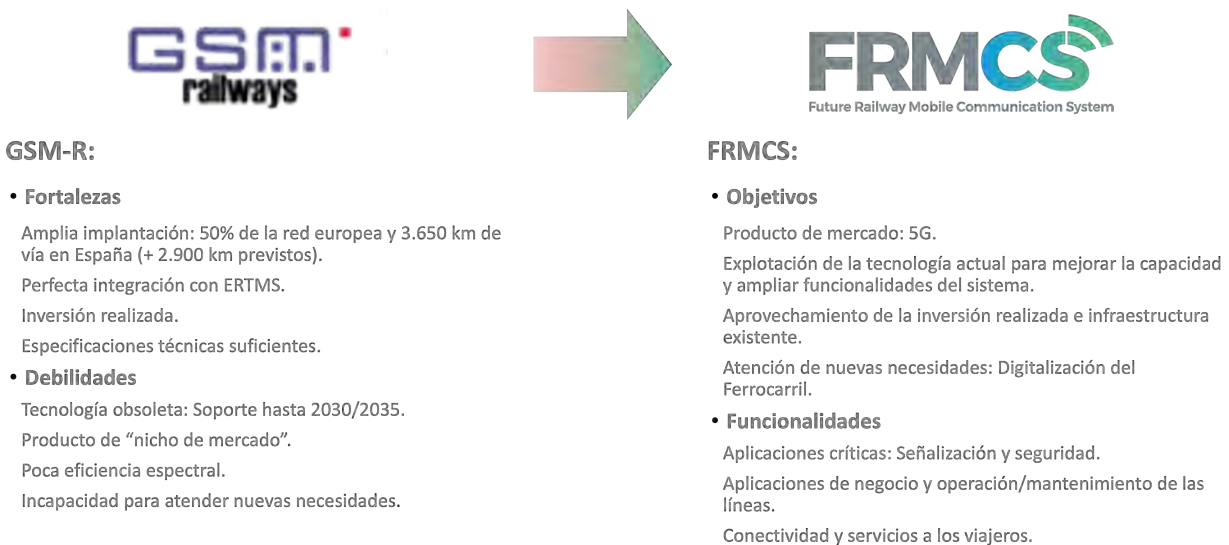 GSM
railways
FRMCS
Future Railway Mobile Communication System
GSM-R:
• Fortalezas
Amplia implantación: 50% de la red europea y 3.650 km de
vía en España (+ 2.900 km previstos).
Perfecta integración con ERTMS.
Inversión realizada.
Especificaciones técnicas suficientes.
• Debilidades
Tecnología obsoleta: Soporte hasta 2030/2035.
Producto de “nicho de mercado”.
Poca eficiencia espectral.
Incapacidad para atender nuevas necesidades.
FRMCS:
• Objetivos
Producto de mercado: 5G.
Explotación de la tecnología actual para mejorar la capacidad
y ampliar funcionalidades del sistema.
Aprovechamiento de la inversión realizada e infraestructura
existente.
Atención de nuevas necesidades: Digitalización del
Ferrocarril.
• Funcionalidades
Aplicaciones críticas: Señalización y seguridad.
Aplicaciones de negocio y operación/mantenimiento de las
líneas.
Conectividad y servicios a los viajeros.